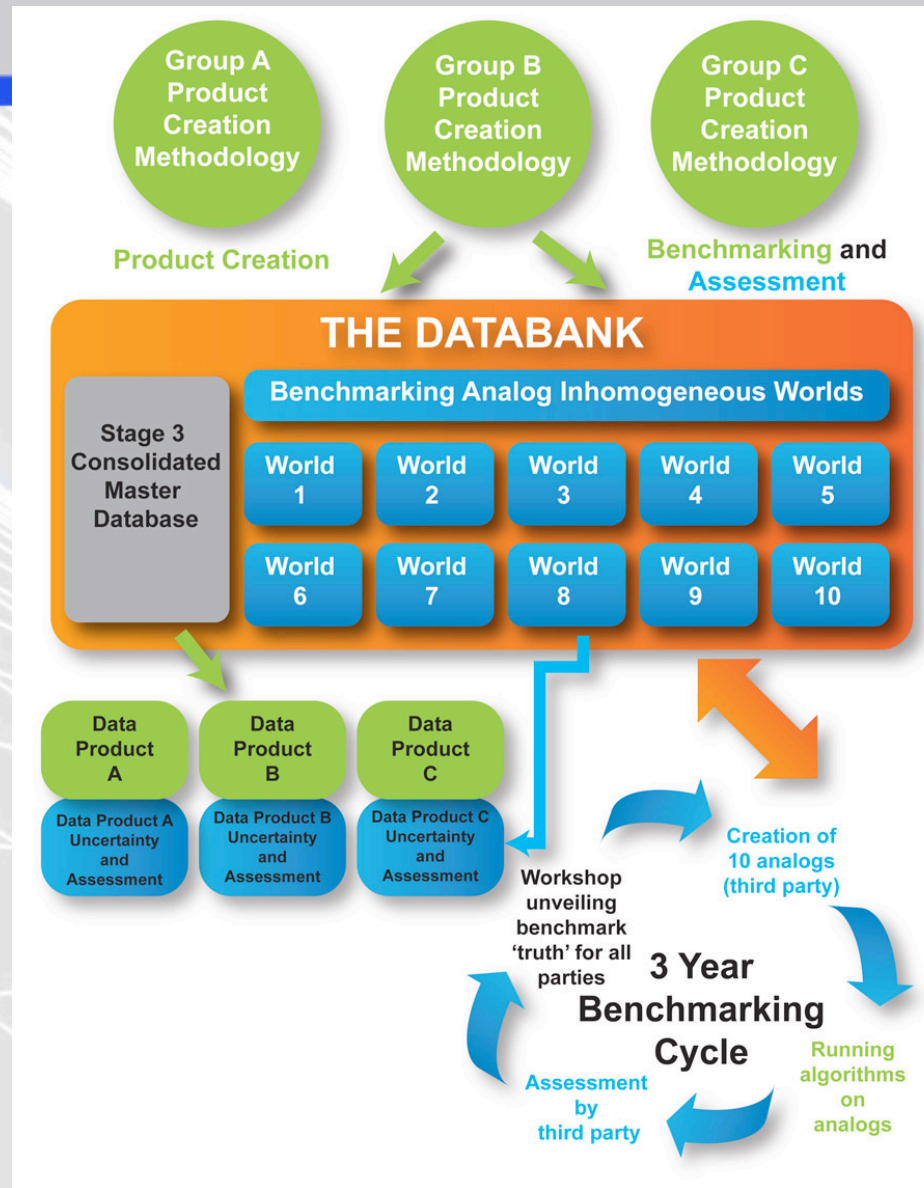 Group A
Product
Creation
Methodology
Group B
Product
Creation
Methodology
Group C
Product
Creation
Methodology
Product Creation
Benchmarking and
Assessment
THE DATABANK
Stage 3
Consolidated
Master
Database
Benchmarking Analog Inhomogeneous Worlds
World
1
World
2
World
3
World
4
World
5
World
6
World
7
World
8
World
9
World
10
Data
Product
A
Data
Product
B
Data
Product
C
Data Product A
Uncertainty
and
Assessment
Data Product B
Uncertainty
and
Assessment
Data Product C
Uncertainty
and
Assessment
Workshop
unveiling
benchmark
‘truth’ for all
parties
Creation of
10 analogs
(third party)
3 Year
Benchmarking
Cycle
Running
algorithms
on
analogs
Assessment
by
third party